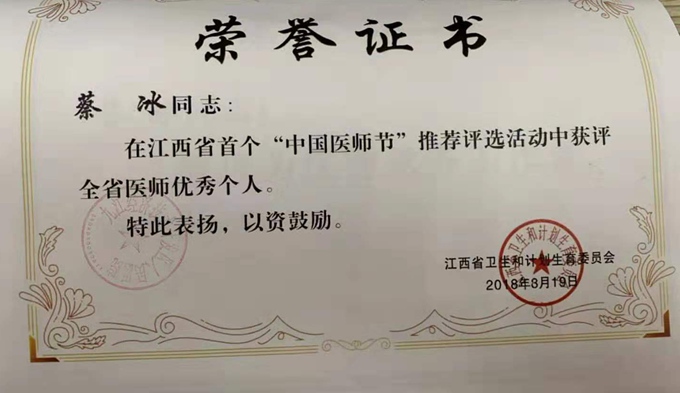 荣誉证书
蔡 冰同志：
在江西省首个“中国医师节”推荐评选活动中获评
全省医师优秀个人。
特此表扬，以资鼓励。
江西省卫生和计划生育委员会
2018年8月19日